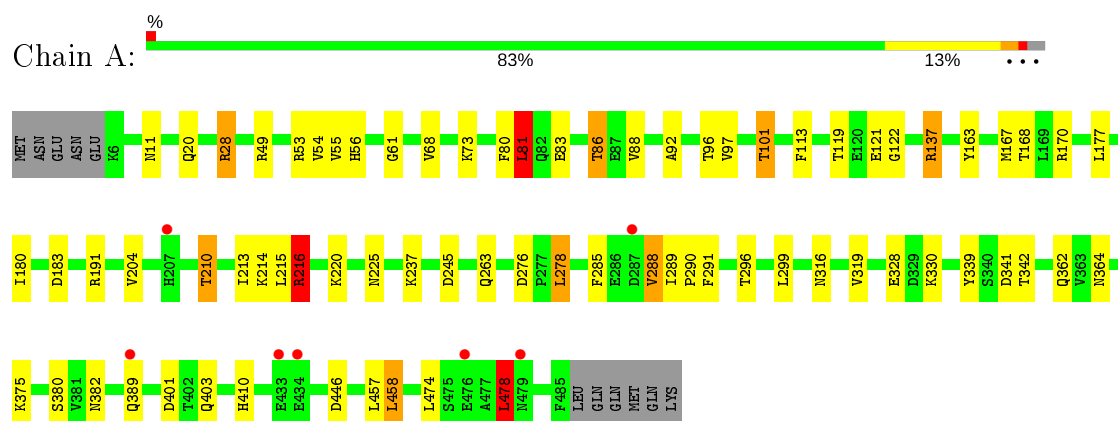 %
Chain A:
83% 13% • • •
MET ASN GLU ASN GLU K6 N11 Q20 R28 R49 R53 V54 V55 H56 G61 V68 K73 F80 L81 Q82 E83 T86 E87 V88 A92 T96 V97 T101 F113 T119 E120 E121 G122 R137 Y163 M167 T168 L169 R170 L177
I180 D183 R191 V204 H207 T210 I213 K214 L215 R216 K220 N225 K237 D245 Q263 D276 P277 L278 F285 E286 D287 V288 I289 P290 F291 T296 L299 N316 V319 E328 D329 K330 Y339 S340 D341 T342 Q362 V363 N364
K375 S380 V381 N382 Q389 D401 T402 Q403 H410 E433 E434 D446 L457 L458 L474 S475 E476 A477 L478 N479 F485 LEU GLN GLN MET GLN LYS